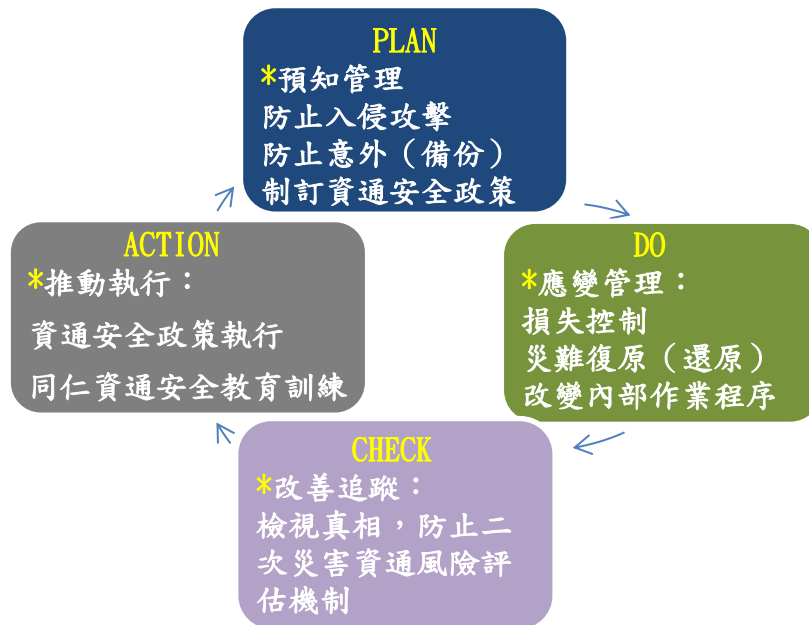 PLAN
*預知管理
防止入侵攻擊
防止意外（備份）
制訂資通安全政策
ACTION
*推動執行：
資通安全政策執行
同仁資通安全教育訓練
DO
*應變管理：
損失控制
災難復原（還原）
改變內部作業程序
CHECK
*改善追蹤：
檢視真相，防止二
次災害資通風險評
估機制